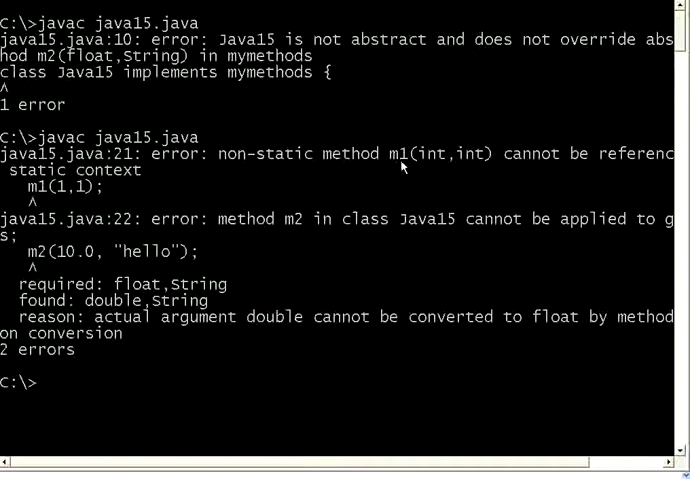 C:\>javac java15.java
java15.java:10: error: Java15 is not abstract and does not override abs
hod m2(float,String) in mymethods
class Java15 implements mymethods {
^
1 error
C:\>javac java15.java
java15.java:21: error: non-static method m1(int,int) cannot be referenc
 static context
   m1(1,1);
   ^
java15.java:22: error: method m2 in class Java15 cannot be applied to g
s;
   m2(10.0, "hello");
   ^
  required: float,String
  found: double,String
  reason: actual argument double cannot be converted to float by method
on conversion
2 errors
C:\>